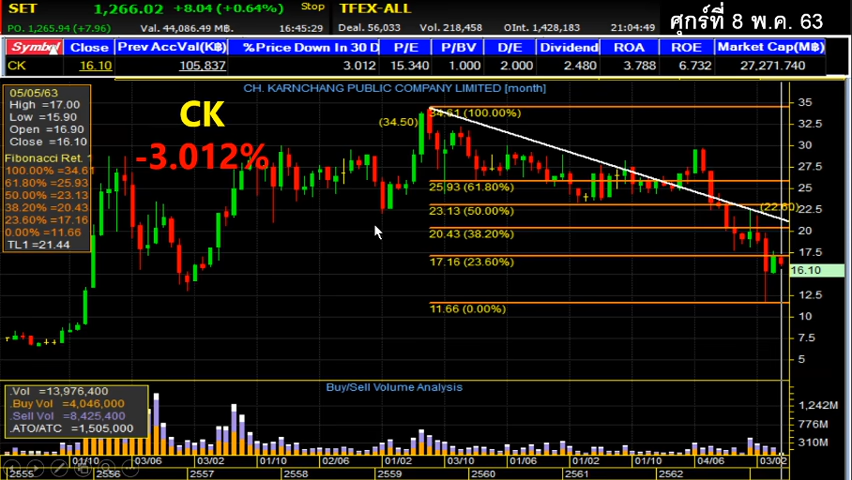 SET 1,266.02 +8.04 (+0.64%) Stop TFEX-ALL
PO. 1,265.94 (+7.96) Val. 44,086.49 M฿. 16:45:29 Deal. 56,033 Vol. 218,458 OI. 1,428,183 21:04:49 ศุกร์ที่ 8 พ.ค. 63
Symbol Close Prev AccVal(K฿) %Price Down In 30 D P/E P/BV D/E Dividend ROA ROE Market Cap(M฿)
CK 16.10 105,837 3.012 15.340 1.000 2.000 2.480 3.788 6.732 27,271.740
CH. KARNCHANG PUBLIC COMPANY LIMITED [month]
05/05/63
High =17.00
Low =15.90
Open =16.90
Close =16.10
Fibonacci Ret. 1
100.00% =34.61
61.80% =25.93
50.00% =23.13
38.20% =20.43
23.60% =17.16
0.00% =11.66
TL1 =21.44
CK
-3.012%
(34.50)
34.61 (100.00%)
25.93 (61.80%)
23.13 (50.00%)
20.43 (38.20%)
17.16 (23.60%)
11.66 (0.00%)
(22.60)
35
32.5
30
27.5
25
22.5
20
17.5
16.10
12.5
10
7.5
5
Buy/Sell Volume Analysis
.Vol =13,976,400
.Buy Vol =4,046,000
.Sell Vol =8,425,400
.ATO/ATC =1,505,000
1,242M
776M
310M
01/10 03/06 03/02 01/10 02/06 01/02 03/10 01/06 03/02 01/10 04/06 03/02
2555 2556 2557 2558 2559 2560 2561 2562